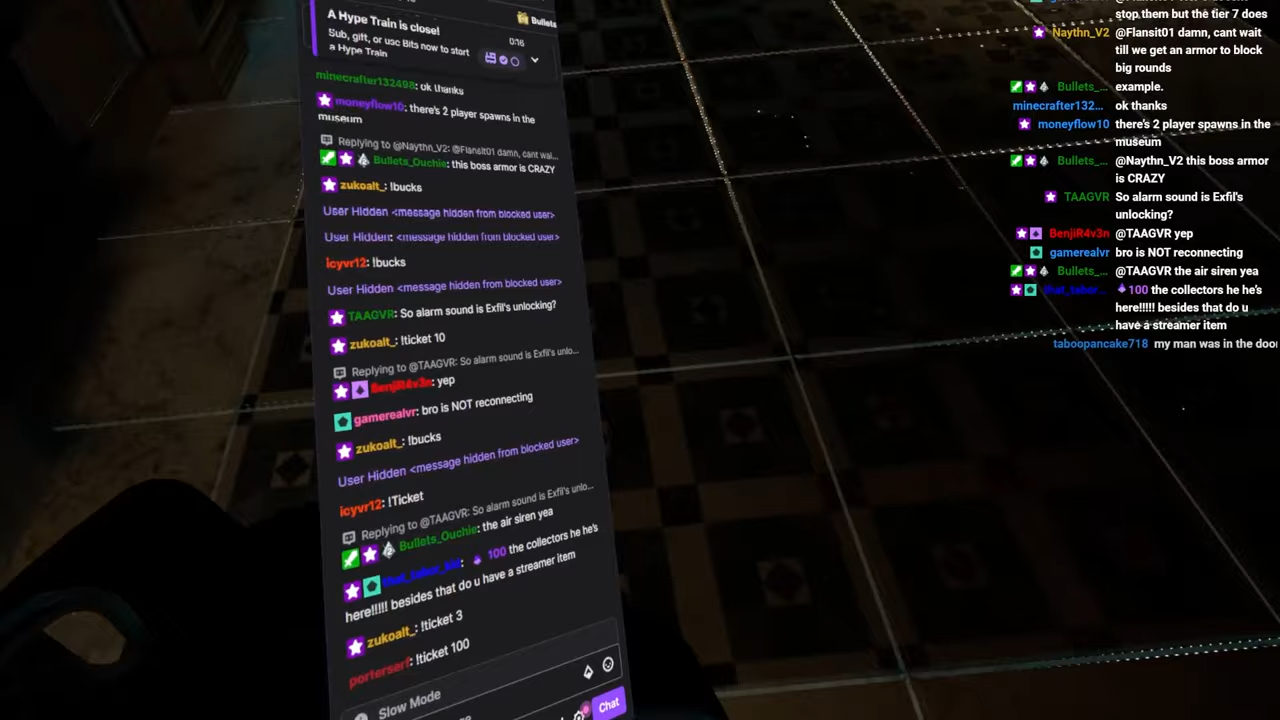 A Hype Train is close!
Sub, gift, or use Bits now to start
a Hype Train
0:16
Bullets
minecrafter132498: ok thanks
moneyflow10: there's 2 player spawns in the
museum
Replying to @Naythn_V2: @Flansit01 damn, cant wai...
Bullets_Ouchie: this boss armor is CRAZY
zukoalt_: !bucks
User Hidden <message hidden from blocked user>
User Hidden: <message hidden from blocked user>
icyvr12: !bucks
User Hidden <message hidden from blocked user>
TAAGVR: So alarm sound is Exfil's unlocking?
zukoalt_: !ticket 10
Replying to @TAAGVR: So alarm sound is Exfil's unlo...
BenjiR4v3n: yep
gamerealvr: bro is NOT reconnecting
zukoalt_: !bucks
User Hidden <message hidden from blocked user>
icyvr12: !Ticket
Replying to @TAAGVR: So alarm sound is Exfil's unlo...
Bullets_Ouchie: the air siren yea
100 the collectors he he's
here!!!!! besides that do u have a streamer item
zukoalt_: !ticket 3
porterserf: !ticket 100
Slow Mode
Chat
stop them but the tier 7 does
Naythn_V2 @Flansit01 damn, cant wait
till we get an armor to block
big rounds
Bullets_... example.
minecrafter132... ok thanks
moneyflow10 there's 2 player spawns in the
museum
Bullets_... @Naythn_V2 this boss armor
is CRAZY
TAAGVR So alarm sound is Exfil's
unlocking?
BenjiR4v3n @TAAGVR yep
gamerealvr bro is NOT reconnecting
Bullets_... @TAAGVR the air siren yea
100 the collectors he he's
here!!!!! besides that do u
have a streamer item
taboopancake718 my man was in the doo